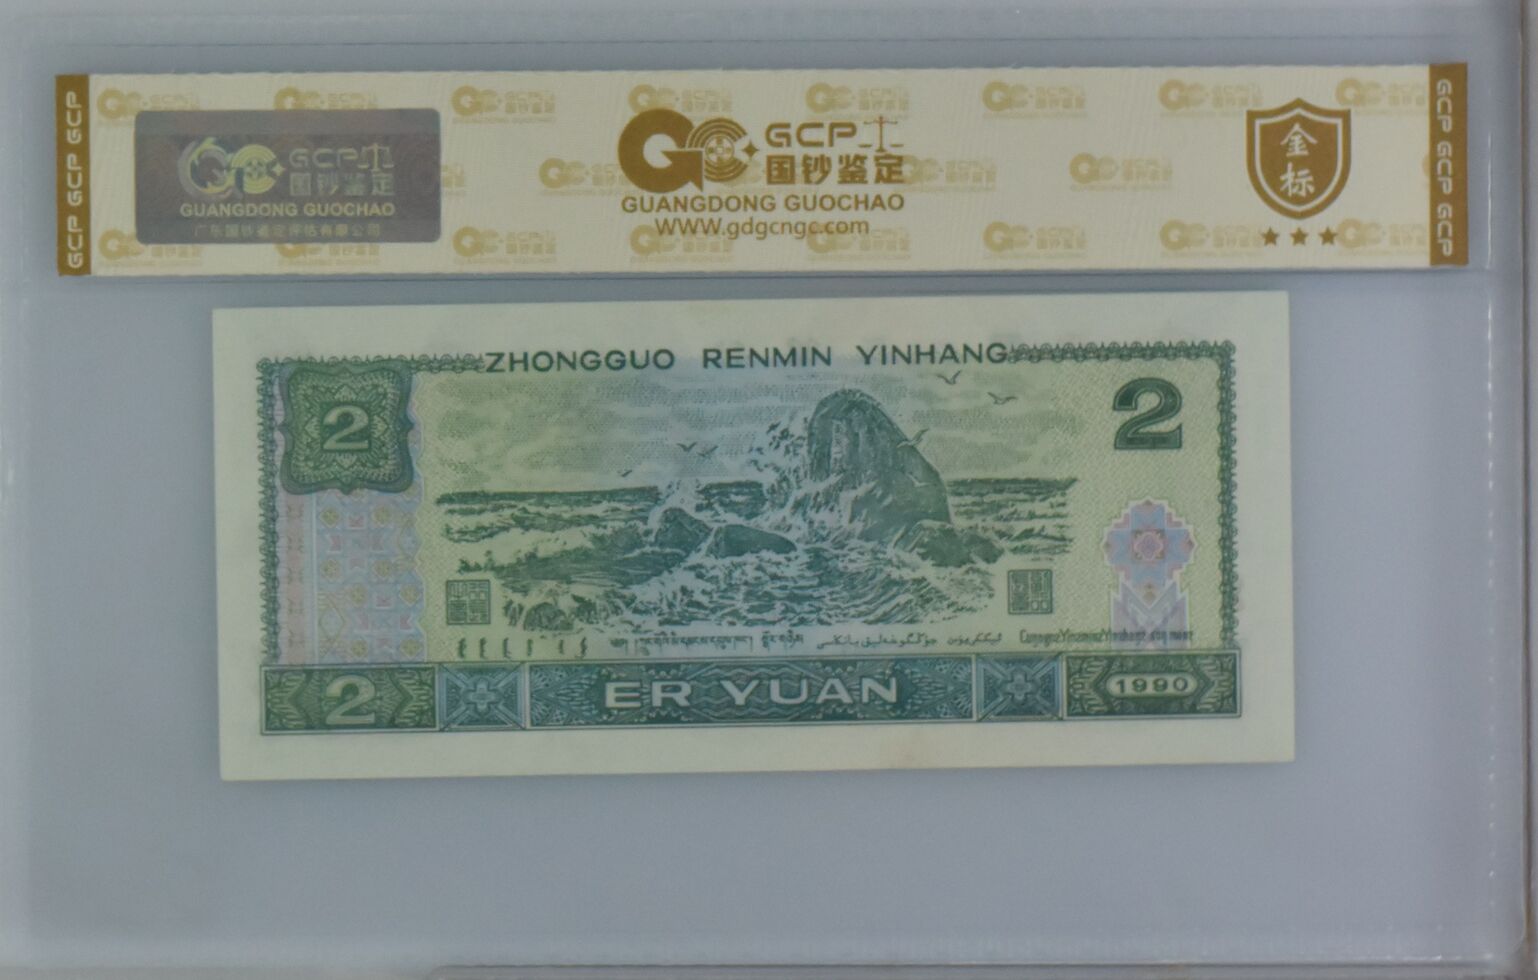 GCP GCP GCP
GCP
国钞鉴定
GUANGDONG GUOCHAO
广东国钞鉴定评估有限公司
GCP
国钞鉴定
GUANGDONG GUOCHAO
WWW.gdgcngc.com
金标
GCP GCP GCP
ZHONGGUO RENMIN YINHANG
2
2
2
ER YUAN
1990